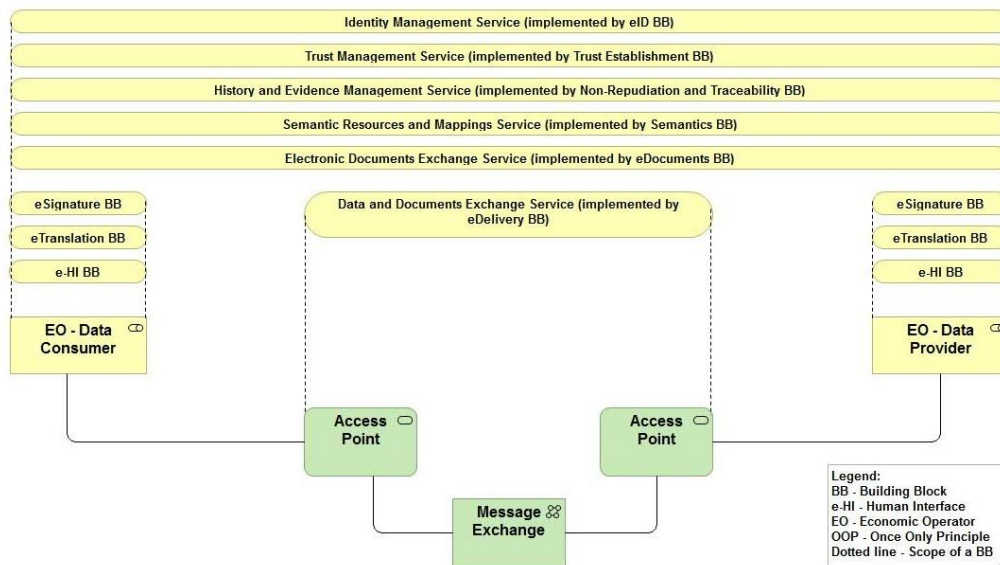 Identity Management Service (implemented by eID BB)
Trust Management Service (implemented by Trust Establishment BB)
History and Evidence Management Service (implemented by Non-Repudiation and Traceability BB)
Semantic Resources and Mappings Service (implemented by Semantics BB)
Electronic Documents Exchange Service (implemented by eDocuments BB)
eSignature BB
eTranslation BB
e-HI BB
Data and Documents Exchange Service (implemented by
eDelivery BB)
eSignature BB
eTranslation BB
e-HI BB
EO - Data
Consumer
EO - Data
Provider
Access
Point
Access
Point
Message
Exchange
Legend:
BB - Building Block
e-HI - Human Interface
EO - Economic Operator
OOP - Once Only Principle
Dotted line - Scope of a BB